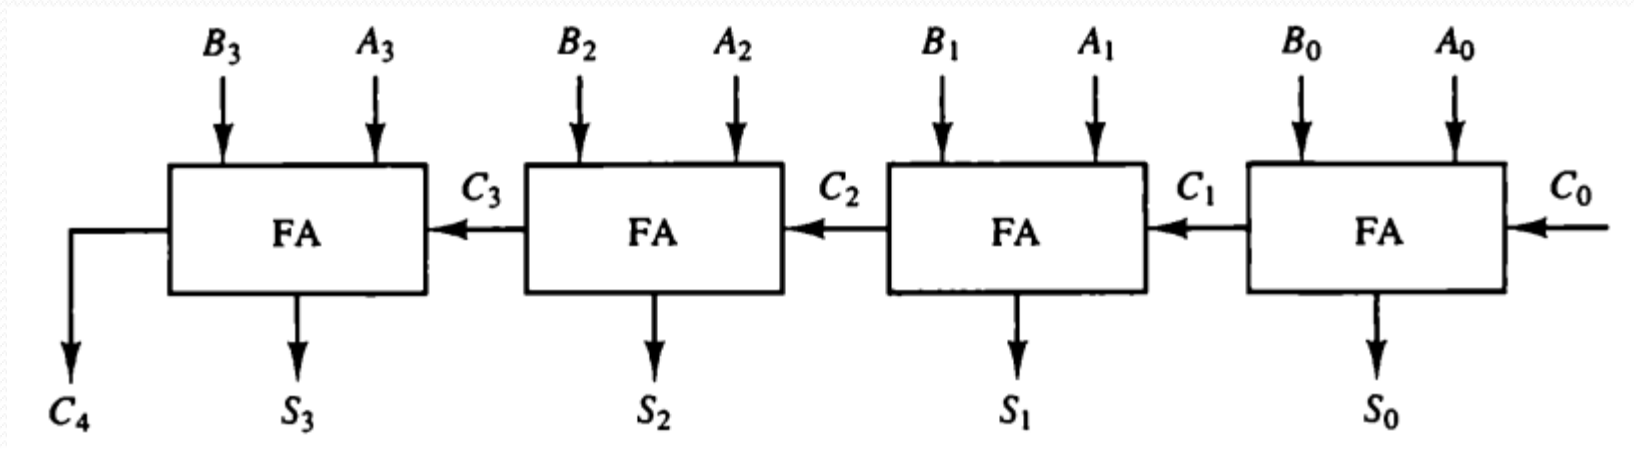 B₃ A₃ B₂ A₂ B₁ A₁ B₀ A₀
C₃ C₂ C₁ C₀
FA FA FA FA
C₄ S₃ S₂ S₁ S₀